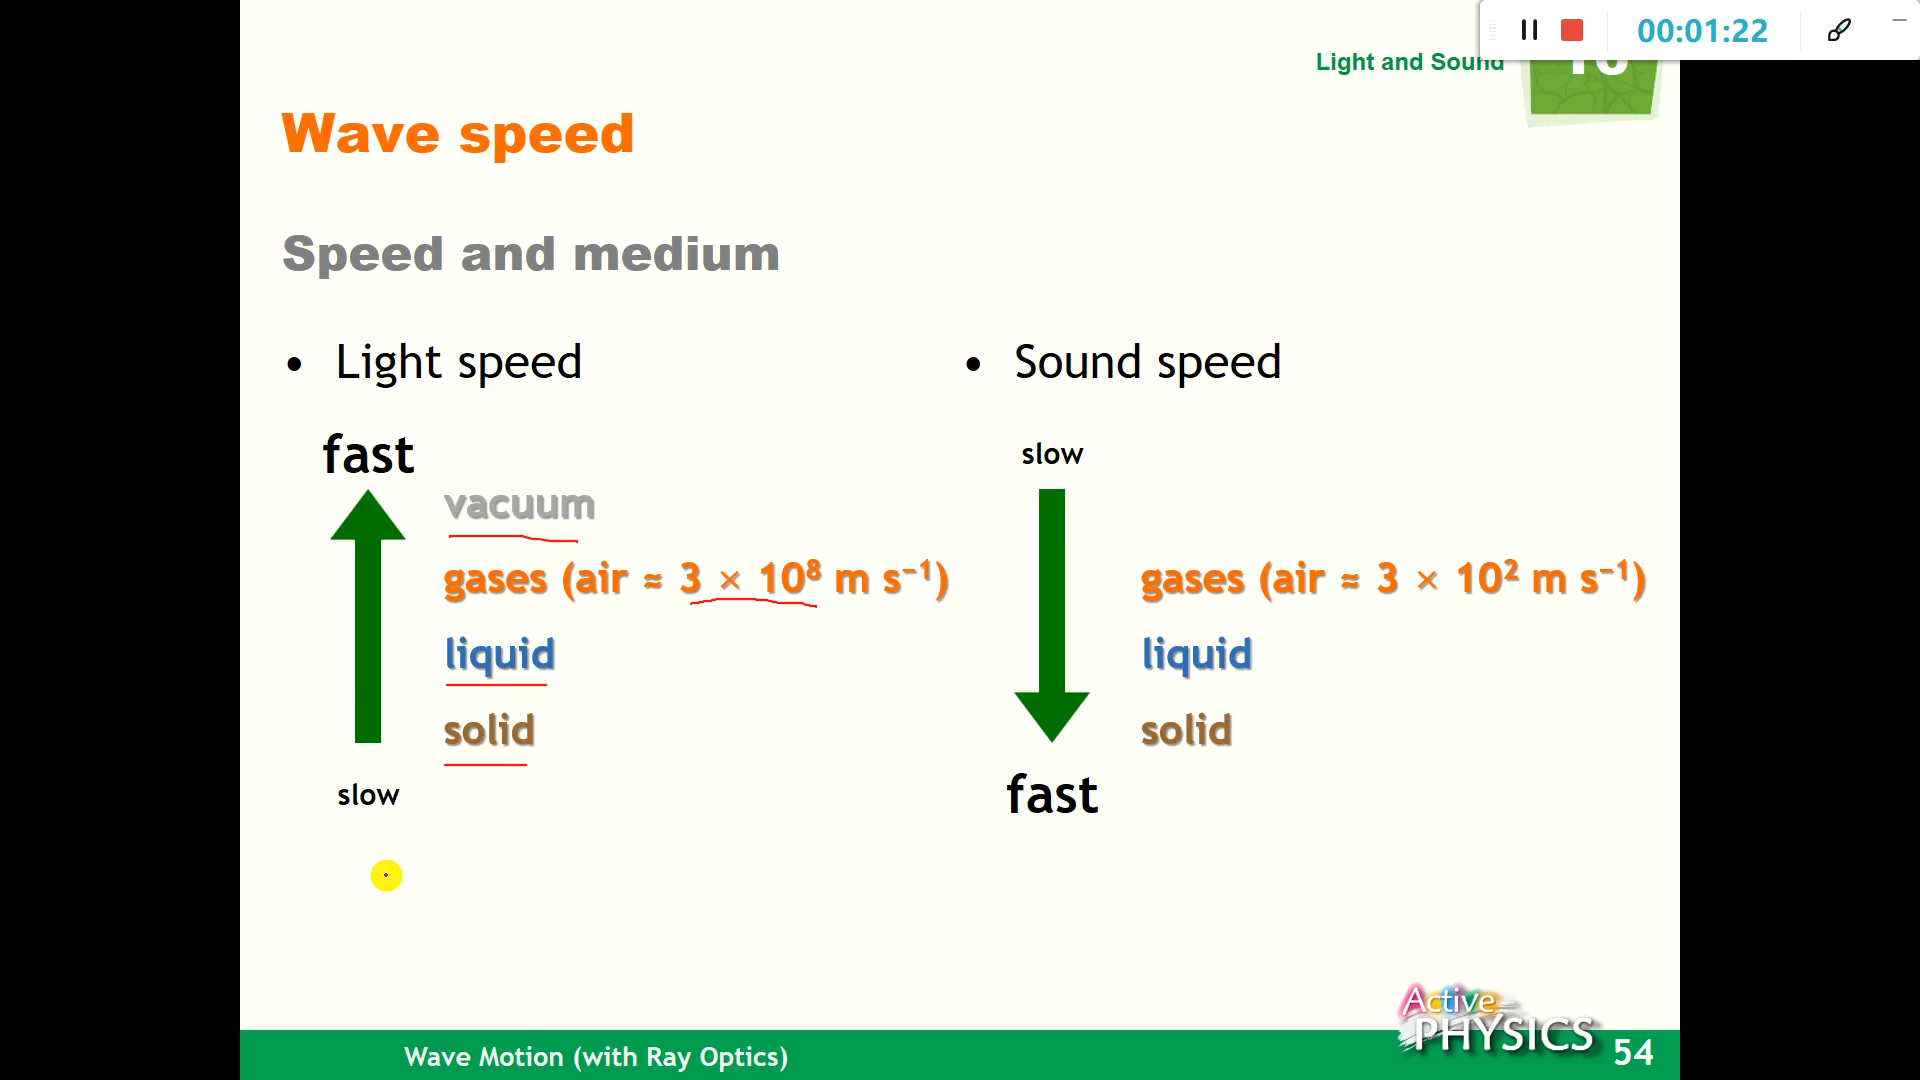 00:01:22
Light and Sound
Wave speed
Speed and medium
• Light speed
fast
vacuum
gases (air ≈ 3 × 10⁸ m s⁻¹)
liquid
solid
slow
• Sound speed
slow
gases (air ≈ 3 × 10² m s⁻¹)
liquid
solid
fast
Active
PHYSICS
Wave Motion (with Ray Optics)
54